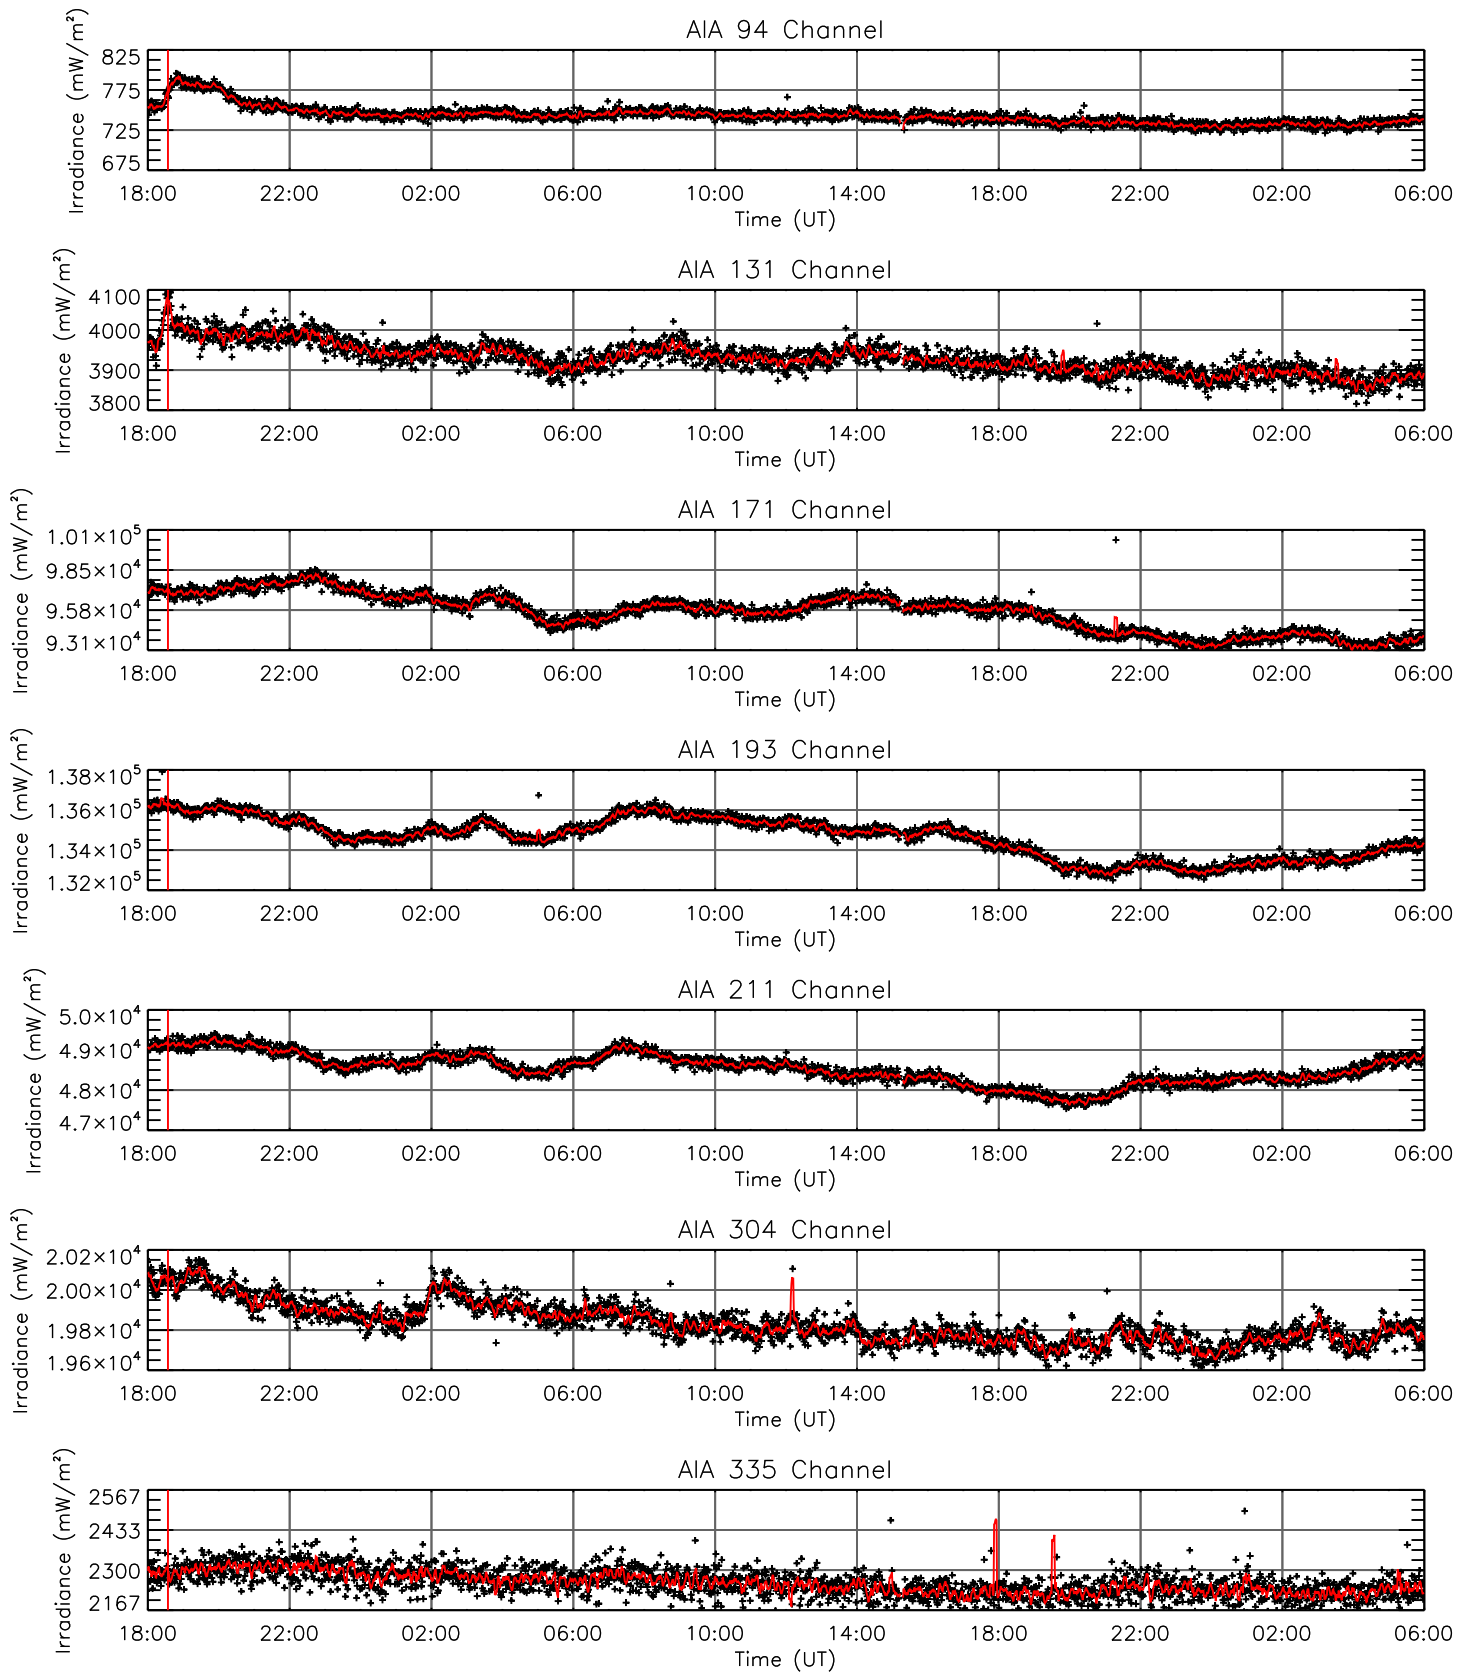 AIA 94 Channel
Irradiance (mW/m²)
825
775
725
675
18:00 22:00 02:00 06:00 10:00 14:00 18:00 22:00 02:00 06:00
Time (UT)
AIA 131 Channel
Irradiance (mW/m²)
4100
4000
3900
3800
18:00 22:00 02:00 06:00 10:00 14:00 18:00 22:00 02:00 06:00
Time (UT)
AIA 171 Channel
Irradiance (mW/m²)
1.01×10⁵
9.85×10⁴
9.58×10⁴
9.31×10⁴
18:00 22:00 02:00 06:00 10:00 14:00 18:00 22:00 02:00 06:00
Time (UT)
AIA 193 Channel
Irradiance (mW/m²)
1.38×10⁵
1.36×10⁵
1.34×10⁵
1.32×10⁵
18:00 22:00 02:00 06:00 10:00 14:00 18:00 22:00 02:00 06:00
Time (UT)
AIA 211 Channel
Irradiance (mW/m²)
5.0×10⁴
4.9×10⁴
4.8×10⁴
4.7×10⁴
18:00 22:00 02:00 06:00 10:00 14:00 18:00 22:00 02:00 06:00
Time (UT)
AIA 304 Channel
Irradiance (mW/m²)
2.02×10⁴
2.00×10⁴
1.98×10⁴
1.96×10⁴
18:00 22:00 02:00 06:00 10:00 14:00 18:00 22:00 02:00 06:00
Time (UT)
AIA 335 Channel
Irradiance (mW/m²)
2567
2433
2300
2167
18:00 22:00 02:00 06:00 10:00 14:00 18:00 22:00 02:00 06:00
Time (UT)